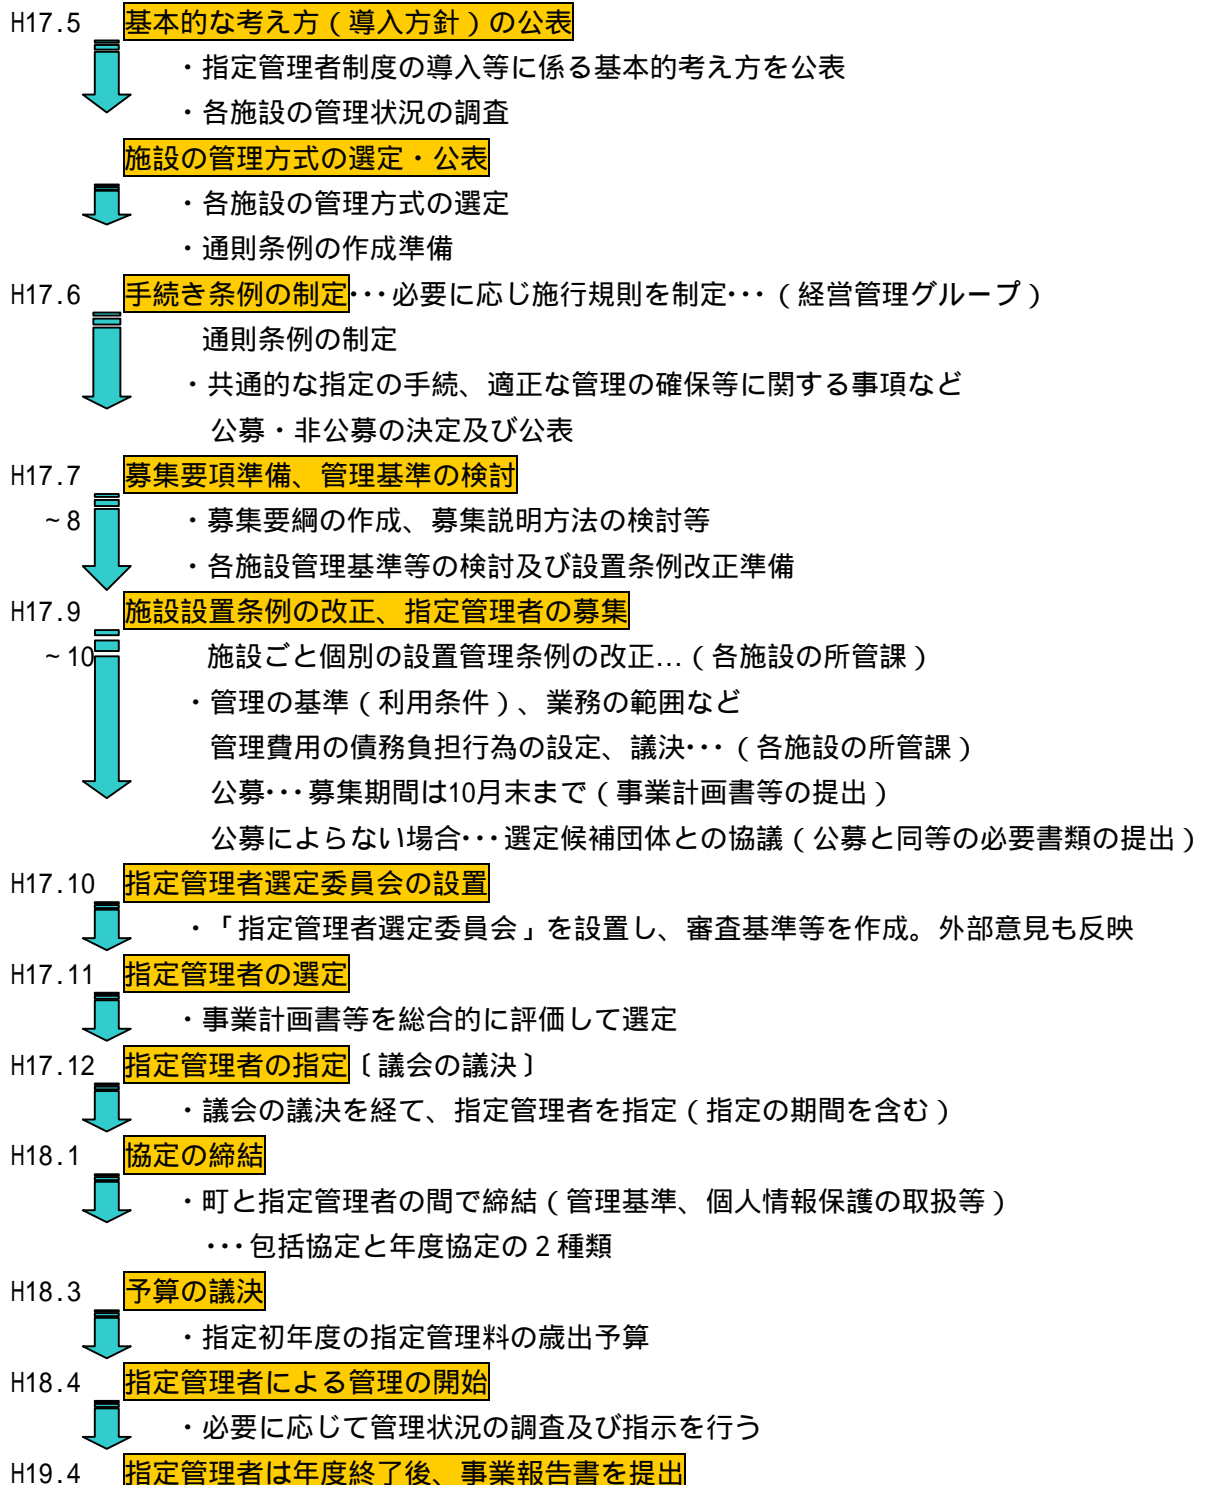 H17.5 基本的な考え方（導入方針）の公表
・指定管理者制度の導入等に係る基本的考え方を公表
・各施設の管理状況の調査
施設の管理方式の選定・公表
・各施設の管理方式の選定
・通則条例の作成準備
H17.6 手続き条例の制定・・・必要に応じ施行規則を制定・・・（経営管理グループ）
通則条例の制定
・共通的な指定の手続、適正な管理の確保等に関する事項など
公募・非公募の決定及び公表
H17.7 募集要項準備、管理基準の検討
～8 ・募集要綱の作成、募集説明方法の検討等
・各施設管理基準等の検討及び設置条例改正準備
H17.9 施設設置条例の改正、指定管理者の募集
～10 施設ごと個別の設置管理条例の改正…（各施設の所管課）
・管理の基準（利用条件）、業務の範囲など
管理費用の債務負担行為の設定、議決・・・（各施設の所管課）
公募・・・募集期間は10月末まで（事業計画書等の提出）
公募によらない場合・・・選定候補団体との協議（公募と同等の必要書類の提出）
H17.10 指定管理者選定委員会の設置
・「指定管理者選定委員会」を設置し、審査基準等を作成。外部意見も反映
H17.11 指定管理者の選定
・事業計画書等を総合的に評価して選定
H17.12 指定管理者の指定〔議会の議決〕
・議会の議決を経て、指定管理者を指定（指定の期間を含む）
H18.1 協定の締結
・町と指定管理者の間で締結（管理基準、個人情報保護の取扱等）
・・・包括協定と年度協定の２種類
H18.3 予算の議決
・指定初年度の指定管理料の歳出予算
H18.4 指定管理者による管理の開始
・必要に応じて管理状況の調査及び指示を行う
H19.4 指定管理者は年度終了後、事業報告書を提出